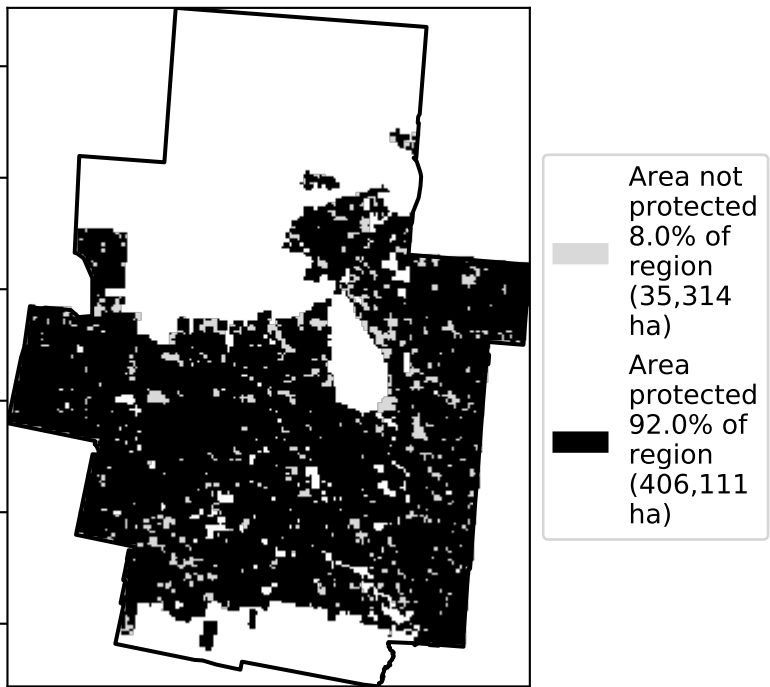 Area not
protected
8.0% of
region
(35,314
ha)
Area
protected
92.0% of
region
(406,111
ha)